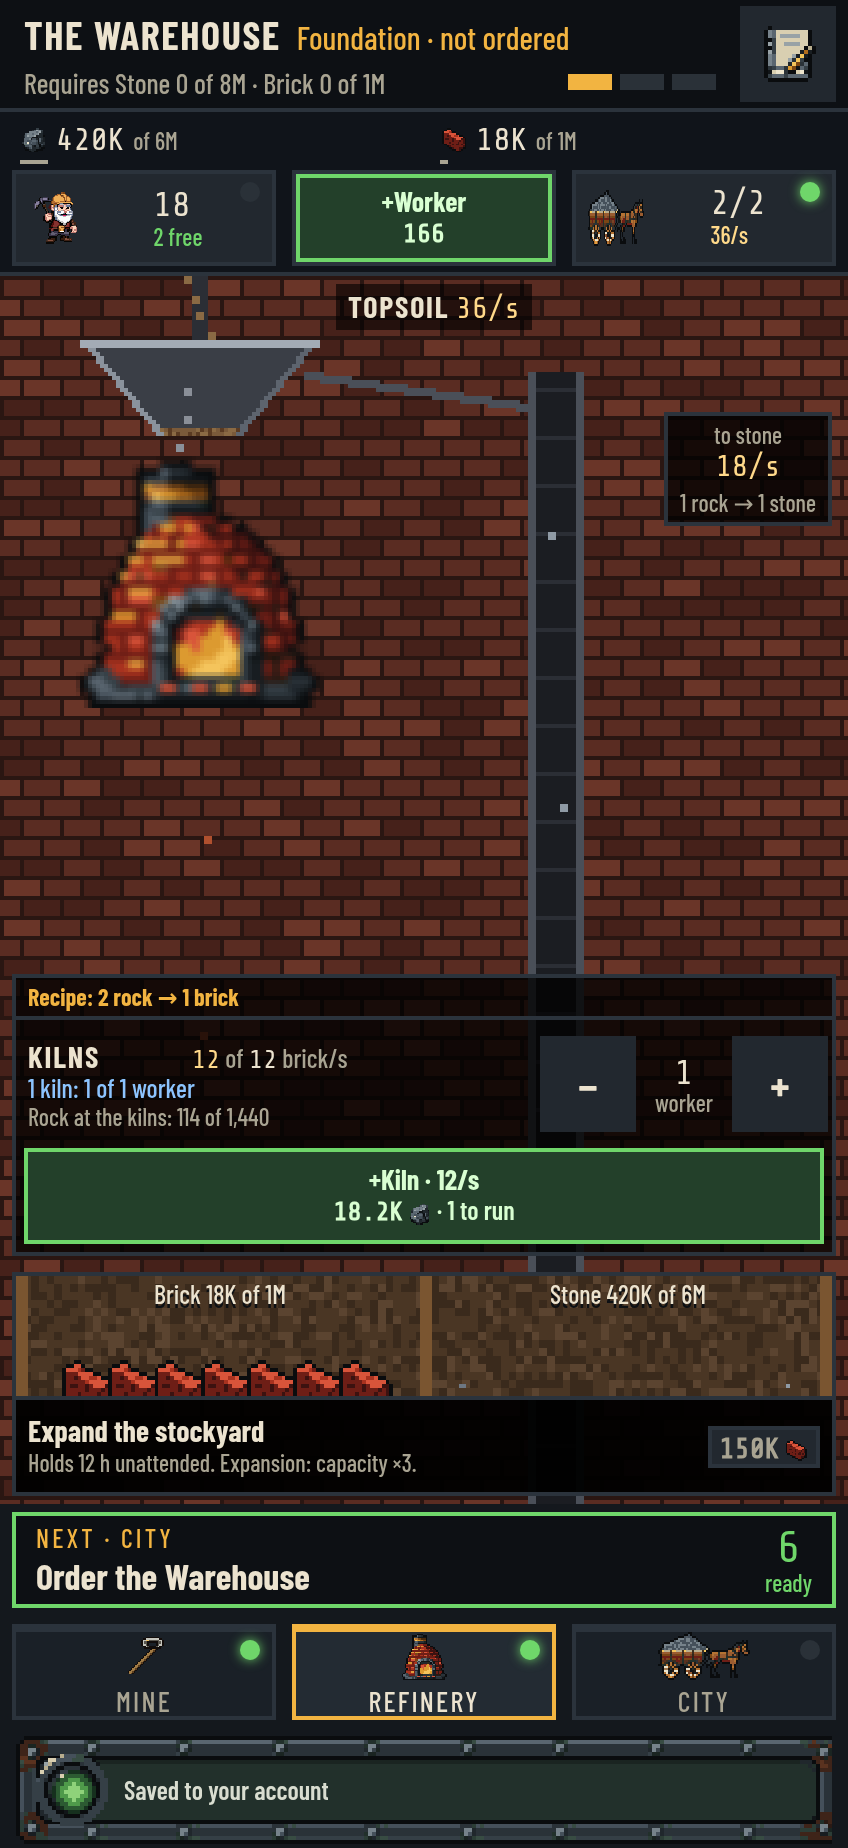 THE WAREHOUSE Foundation · not ordered
Requires Stone 0 of 8M · Brick 0 of 1M
420K of 6M
18K of 1M
18
2 free
+Worker
166
2/2
36/s
TOPSOIL 36/s
to stone
18/s
1 rock → 1 stone
Recipe: 2 rock → 1 brick
KILNS 12 of 12 brick/s
1 kiln: 1 of 1 worker
Rock at the kilns: 114 of 1,440
−
1
worker
+
+Kiln · 12/s
18.2K · 1 to run
Brick 18K of 1M
Stone 420K of 6M
Expand the stockyard
Holds 12 h unattended. Expansion: capacity ×3.
150K
NEXT · CITY
Order the Warehouse
6
ready
MINE
REFINERY
CITY
Saved to your account